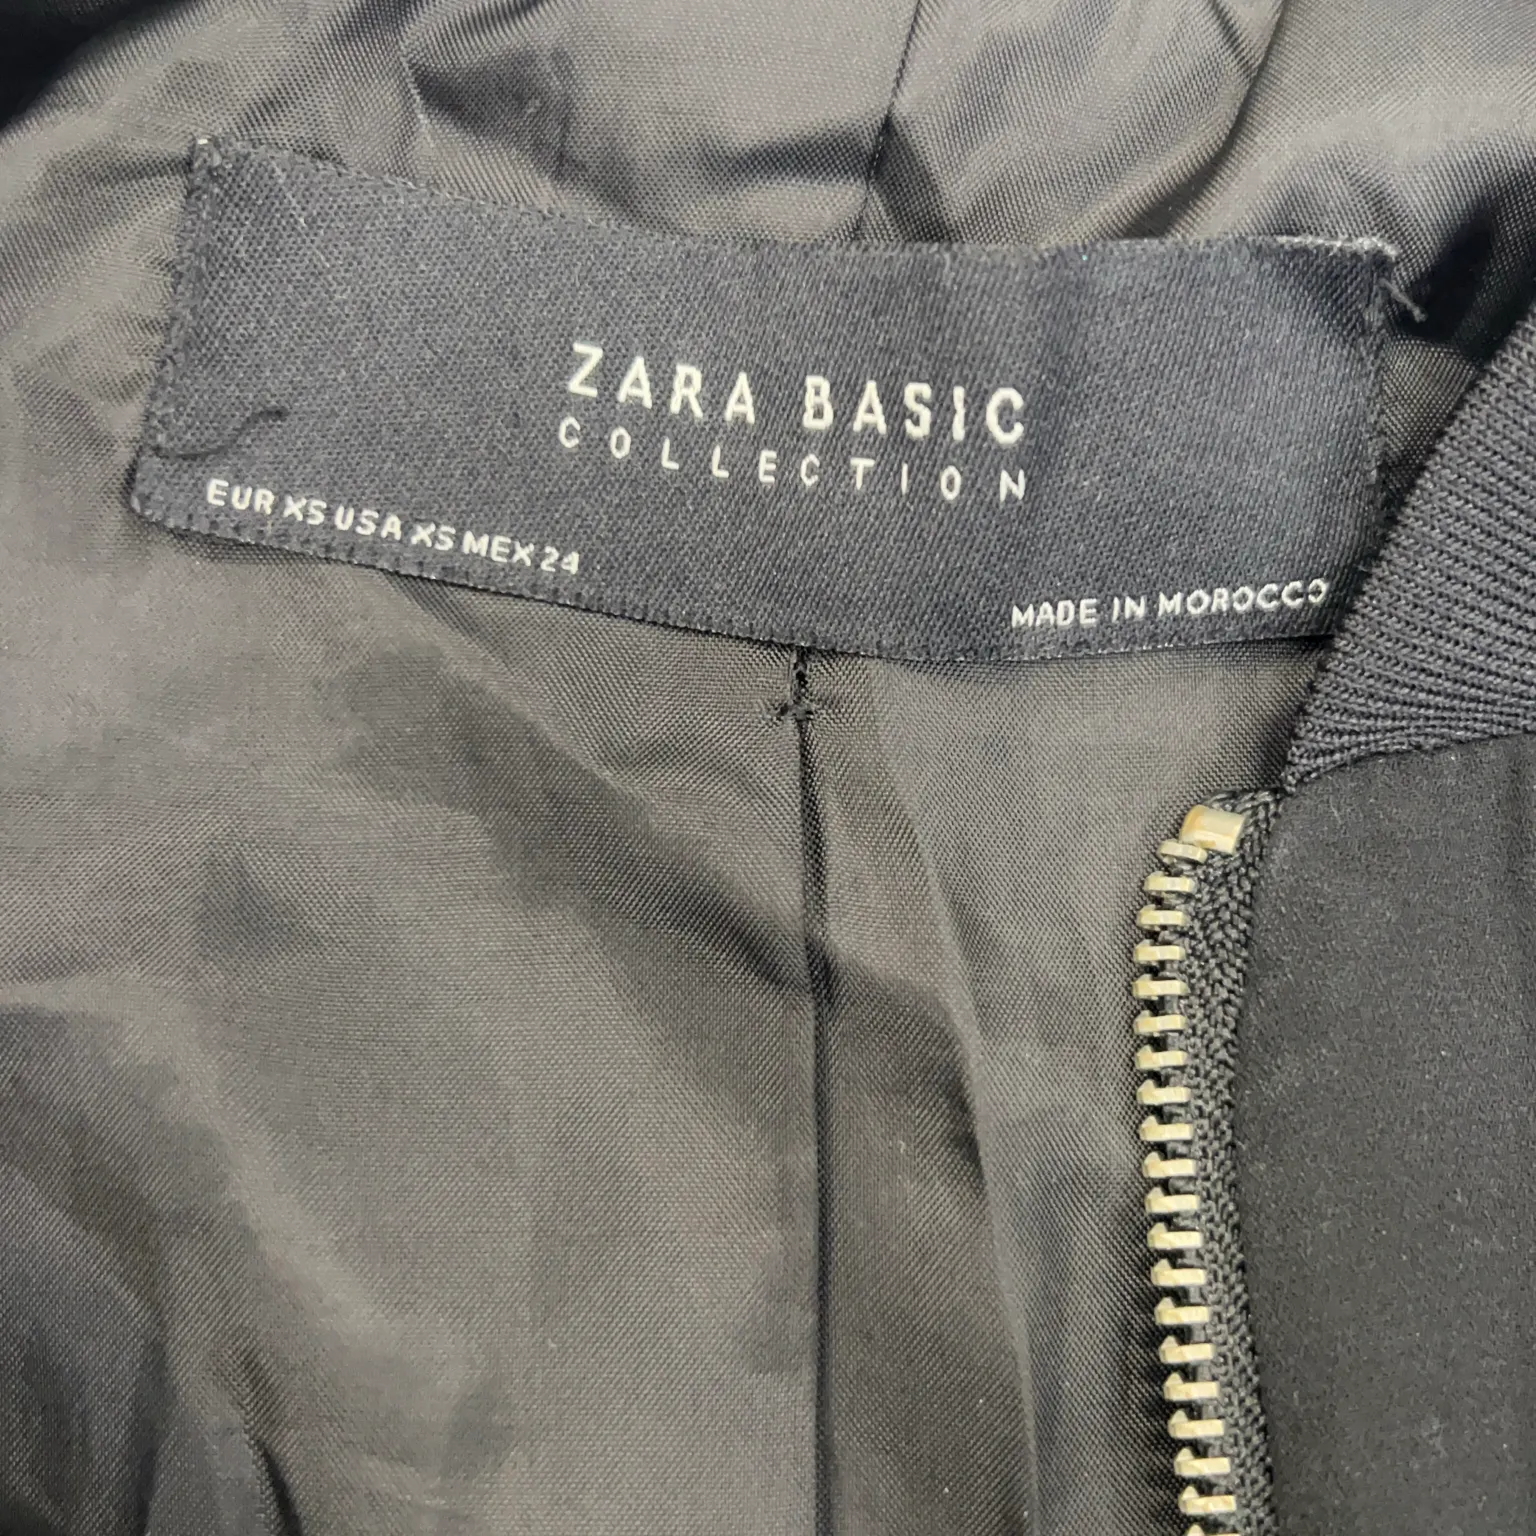 ZARA BASIC
COLLECTION
EUR XS USA XS MEX 24
MADE IN MOROCCO